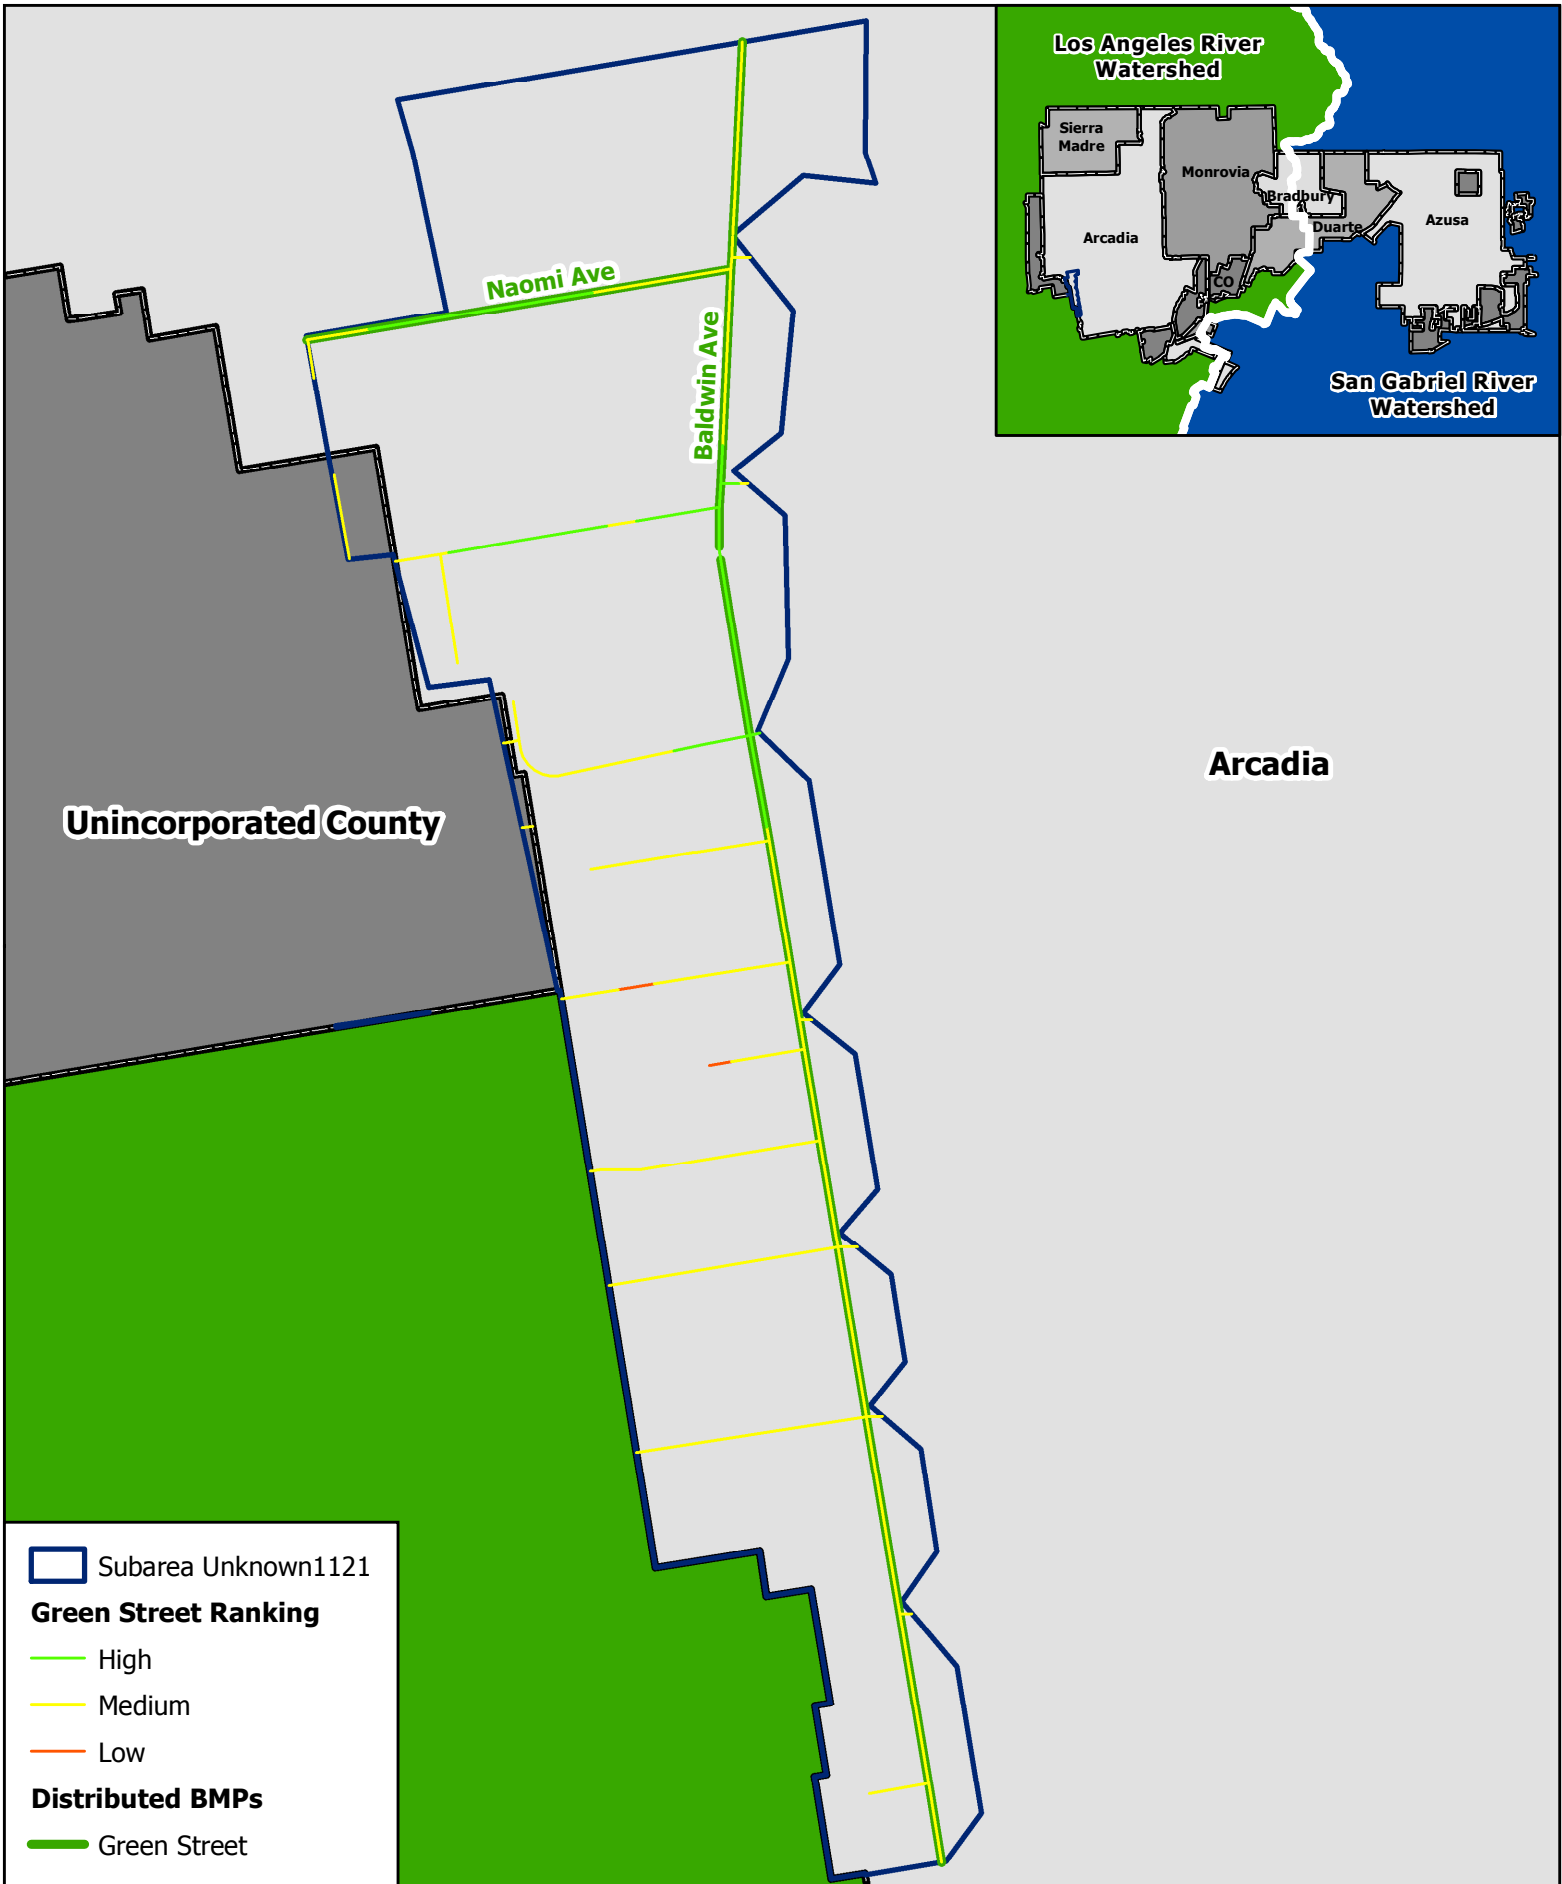 Los Angeles River
Watershed
Sierra
Madre
Monrovia
Bradbury
Duarte
Azusa
Arcadia
CO
San Gabriel River
Watershed
Naomi Ave
Baldwin Ave
Arcadia
Unincorporated County
Subarea Unknown1121
Green Street Ranking
High
Medium
Low
Distributed BMPs
Green Street